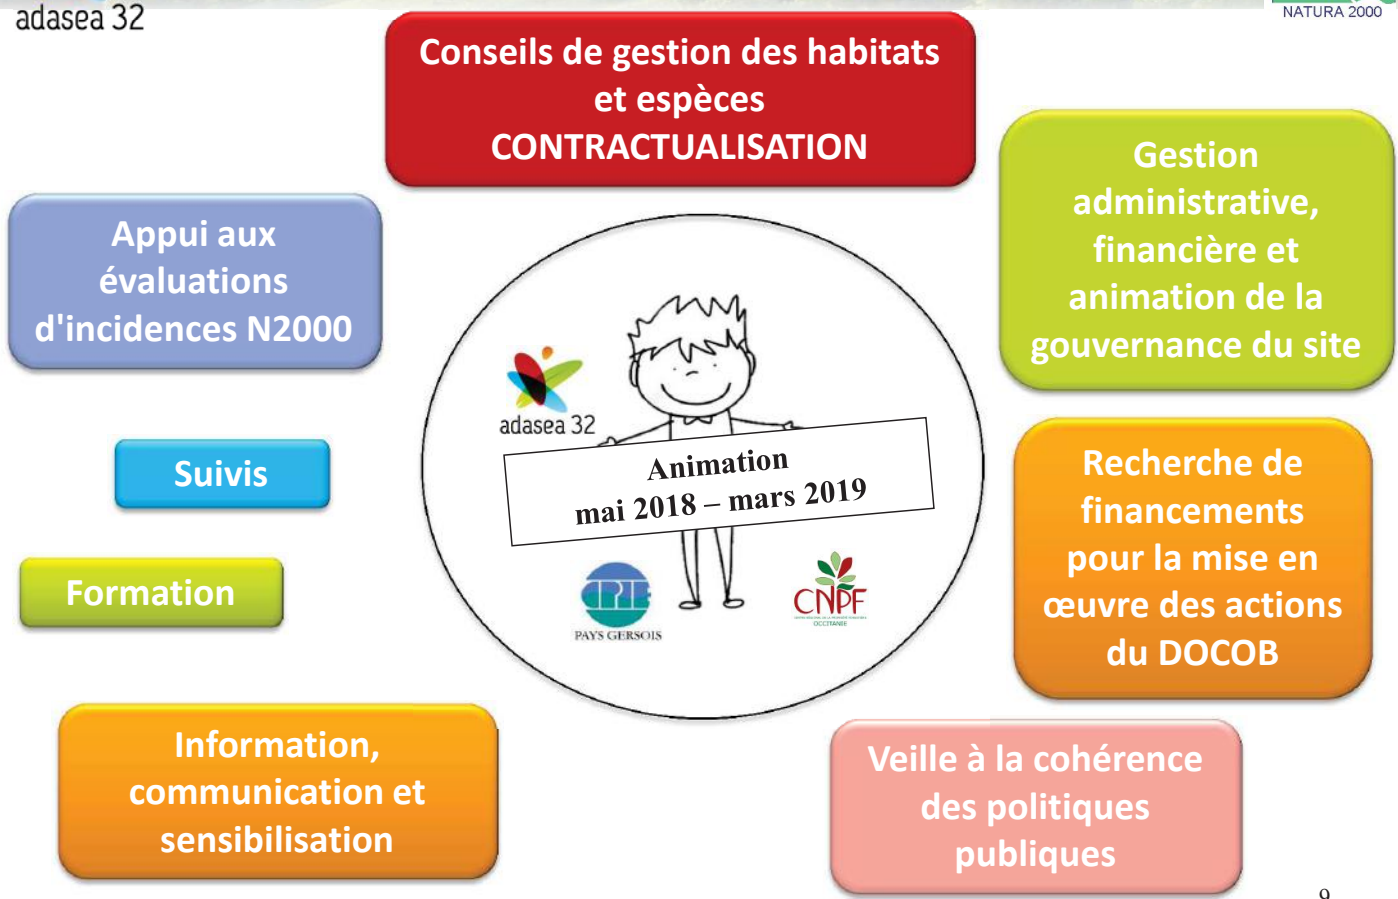 adasea 32
NATURA 2000
Conseils de gestion des habitats
et espèces
CONTRACTUALISATION
Gestion
administrative,
financière et
animation de la
gouvernance du site
Appui aux
évaluations
d'incidences N2000
adasea 32
Animation
mai 2018 – mars 2019
Suivis
Recherche de
financements
pour la mise en
œuvre des actions
du DOCOB
Formation
PAYS GERSOIS
CNPF
OCCITANIE
Information,
communication et
sensibilisation
Veille à la cohérence
des politiques
publiques
9